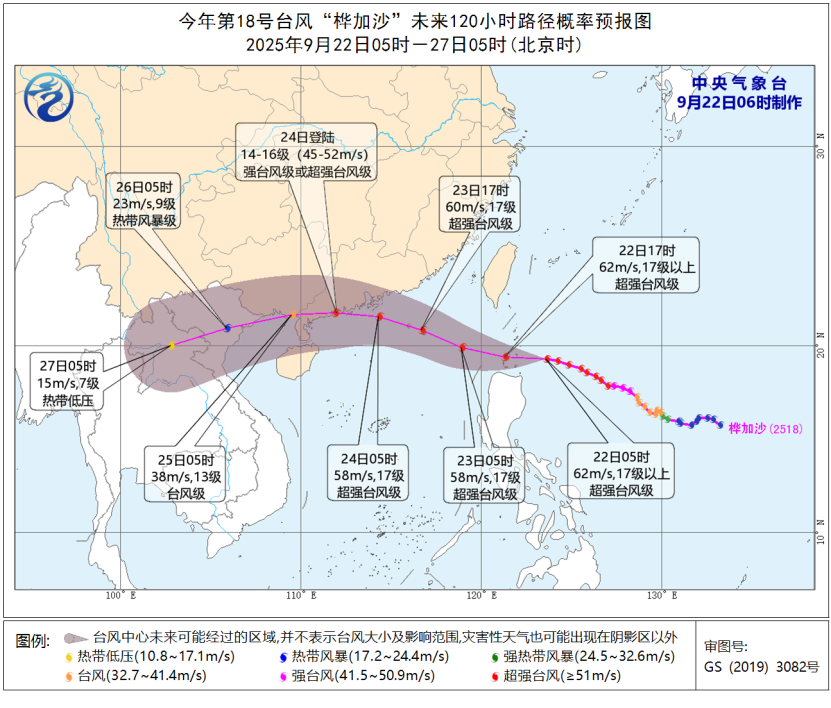 今年第18号台风“桦加沙”未来120小时路径概率预报图
2025年9月22日05时－27日05时(北京时)
中央气象台
9月22日06时制作
24日登陆
14-16级（45-52m/s）
强台风级或超强台风级
26日05时
23m/s,9级
热带风暴级
23日17时
60m/s,17级
超强台风级
22日17时
62m/s,17级以上
超强台风级
27日05时
15m/s,7级
热带低压
25日05时
38m/s,13级
台风级
24日05时
58m/s,17级
超强台风级
23日05时
58m/s,17级
超强台风级
22日05时
62m/s,17级以上
超强台风级
桦加沙(2518)
30° N
20° N
10° N
100° E
110° E
120° E
130° E
图例:
台风中心未来可能经过的区域,并不表示台风大小及影响范围,灾害性天气也可能出现在阴影区以外
热带低压(10.8~17.1m/s)
热带风暴(17.2~24.4m/s)
强热带风暴(24.5~32.6m/s)
台风(32.7~41.4m/s)
强台风(41.5~50.9m/s)
超强台风(≥51m/s)
审图号:
GS (2019) 3082号